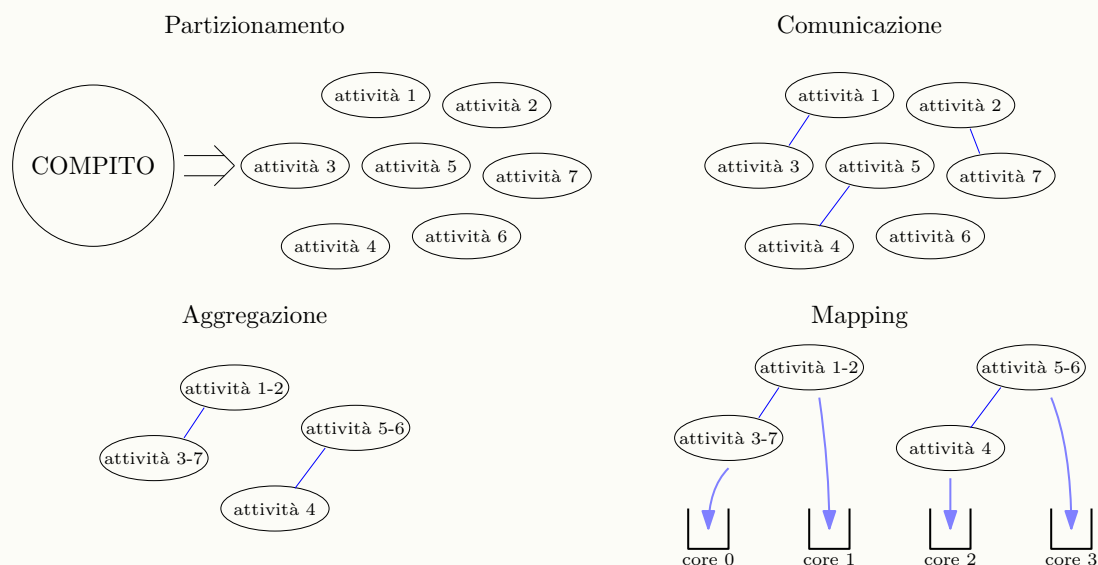 Partizionamento
COMPITO
attività 1
attività 2
attività 3
attività 5
attività 7
attività 4
attività 6
Comunicazione
attività 1
attività 2
attività 3
attività 5
attività 7
attività 4
attività 6
Aggregazione
attività 1-2
attività 5-6
attività 3-7
attività 4
Mapping
attività 1-2
attività 5-6
attività 3-7
attività 4
core 0
core 1
core 2
core 3